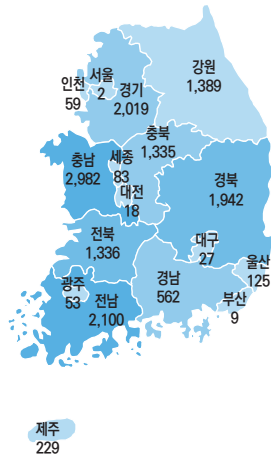 강원
1,389
서울
2
인천
59
경기
2,019
충북
1,335
세종
83
충남
2,982
대전
18
경북
1,942
대구
27
전북
1,336
울산
125
경남
562
부산
9
광주
53
전남
2,100
제주
229